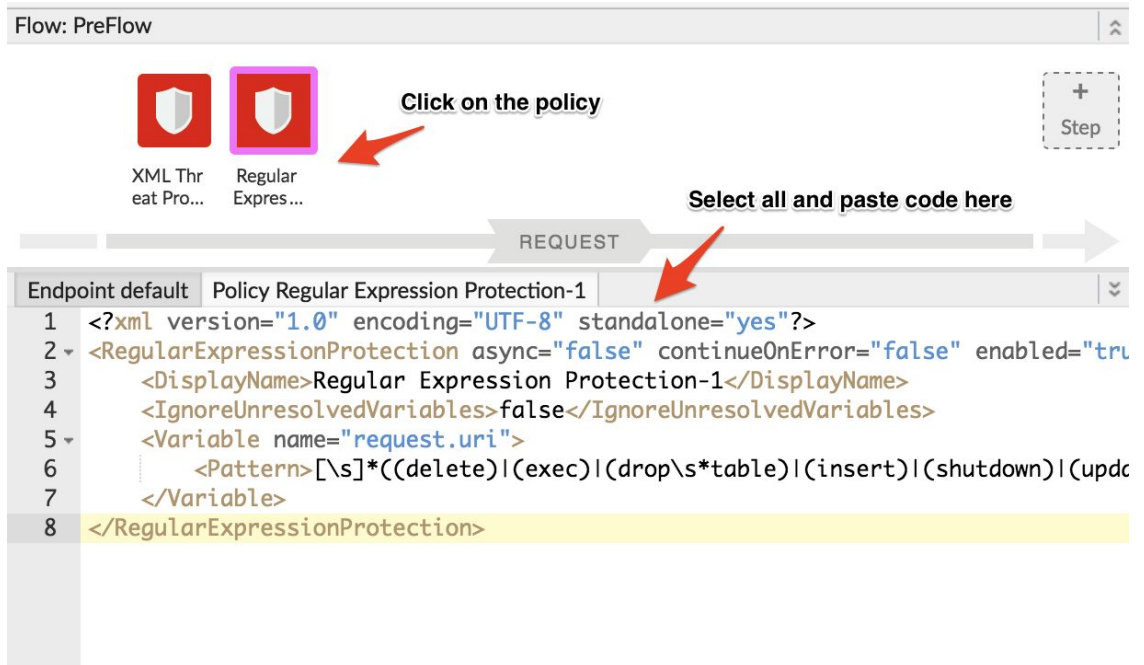 Flow: PreFlow
Click on the policy
+
Step
XML Thr
eat Pro...
Regular
Expres...
Select all and paste code here
REQUEST
Endpoint default
Policy Regular Expression Protection-1
1 <?xml version="1.0" encoding="UTF-8" standalone="yes"?>
2 <RegularExpressionProtection async="false" continueOnError="false" enabled="tru
3 <DisplayName>Regular Expression Protection-1</DisplayName>
4 <IgnoreUnresolvedVariables>false</IgnoreUnresolvedVariables>
5 <Variable name="request.uri">
6 <Pattern>[\s]*((delete)|(exec)|(drop\s*table)|(insert)|(shutdown)|(upda
7 </Variable>
8 </RegularExpressionProtection>